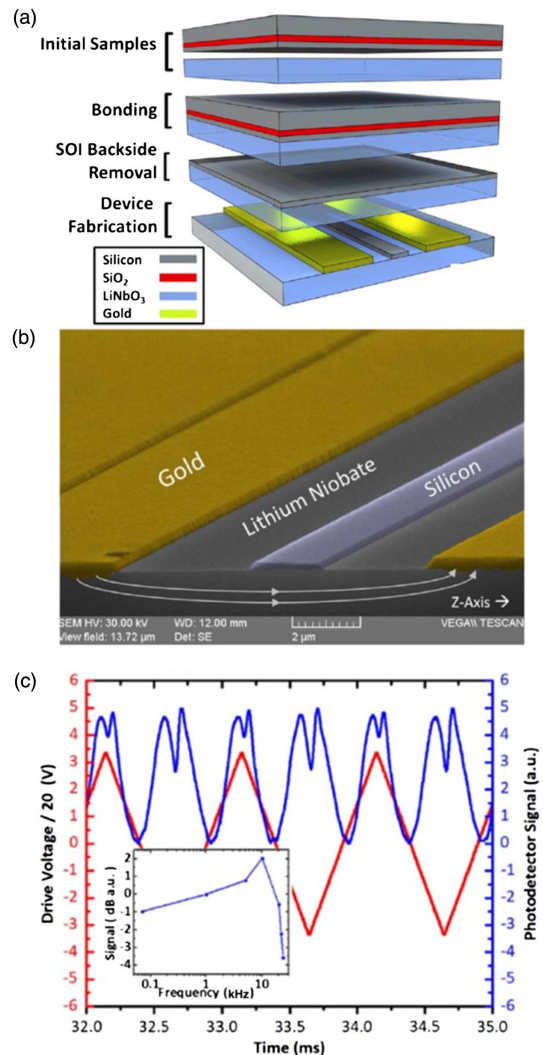 (a)
Initial Samples
Bonding
SOI Backside
Removal
Device
Fabrication
Silicon
SiO₂
LiNbO₃
Gold
(b)
Gold
Lithium Niobate
Silicon
Z-Axis →
SEM HV: 30.00 kV WD: 12.00 mm VEGA\\ TESCAN
View field: 13.72 µm Det: SE 2 µm
(c)
Drive Voltage / 20 (V)
6
5
4
3
2
1
0
-1
-2
-3
-4
-5
-6
Signal ( dB a.u.)
2
1
0
-1
-2
-3
-4
0.1 1 10
Frequency (kHz)
6
5
4
3
2
1
0
-1
-2
-3
-4
-5
-6
Photodetector Signal (a.u.)
32.0 32.5 33.0 33.5 34.0 34.5 35.0
Time (ms)